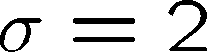 σ = 2